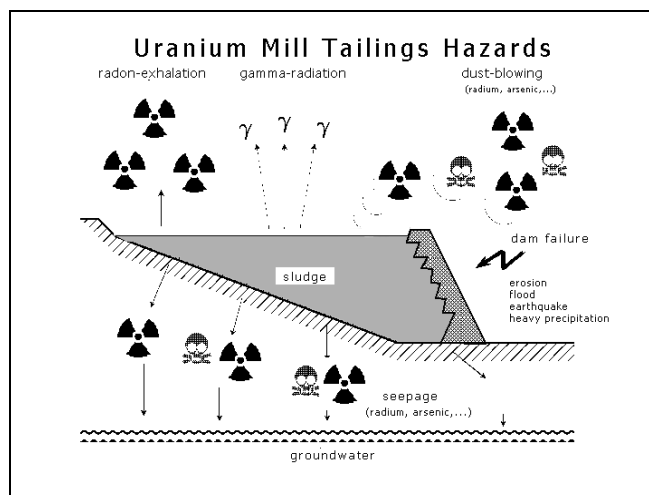 Uranium Mill Tailings Hazards
radon-exhalation
gamma-radiation
dust-blowing
(radium, arsenic,...)
γ γ γ
dam failure
erosion
flood
earthquake
heavy precipitation
sludge
seepage
(radium, arsenic,...)
groundwater